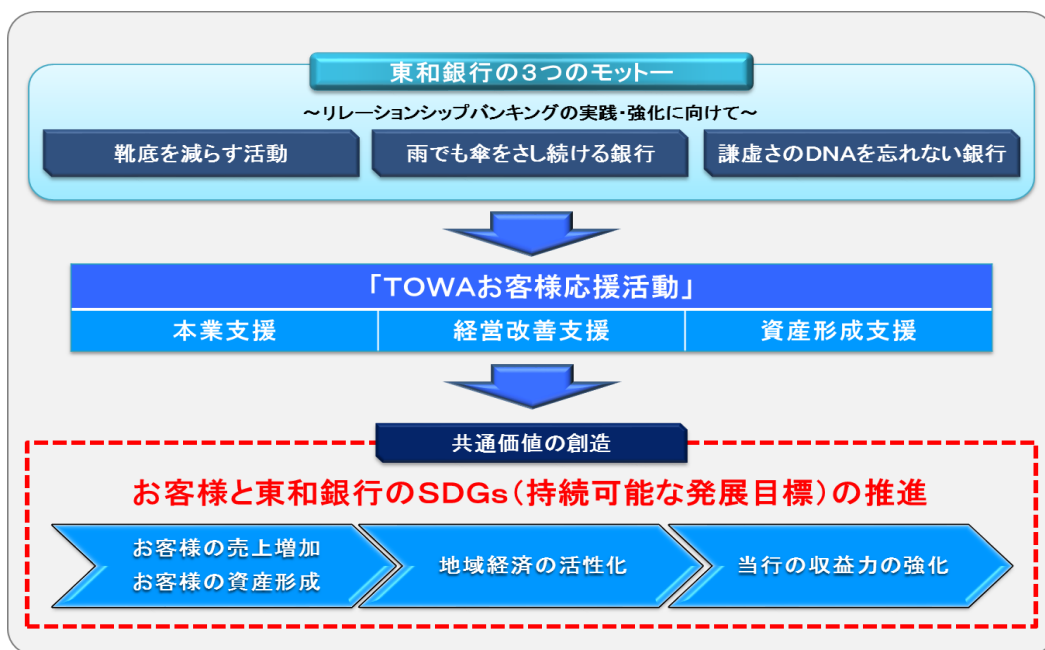 東和銀行の3つのモットー
～リレーションシップバンキングの実践・強化に向けて～
靴底を減らす活動
雨でも傘をさし続ける銀行
謙虚さのDNAを忘れない銀行
「TOWAお客様応援活動」
本業支援
経営改善支援
資産形成支援
共通価値の創造
お客様と東和銀行のSDGs(持続可能な発展目標)の推進
お客様の売上増加
お客様の資産形成
地域経済の活性化
当行の収益力の強化